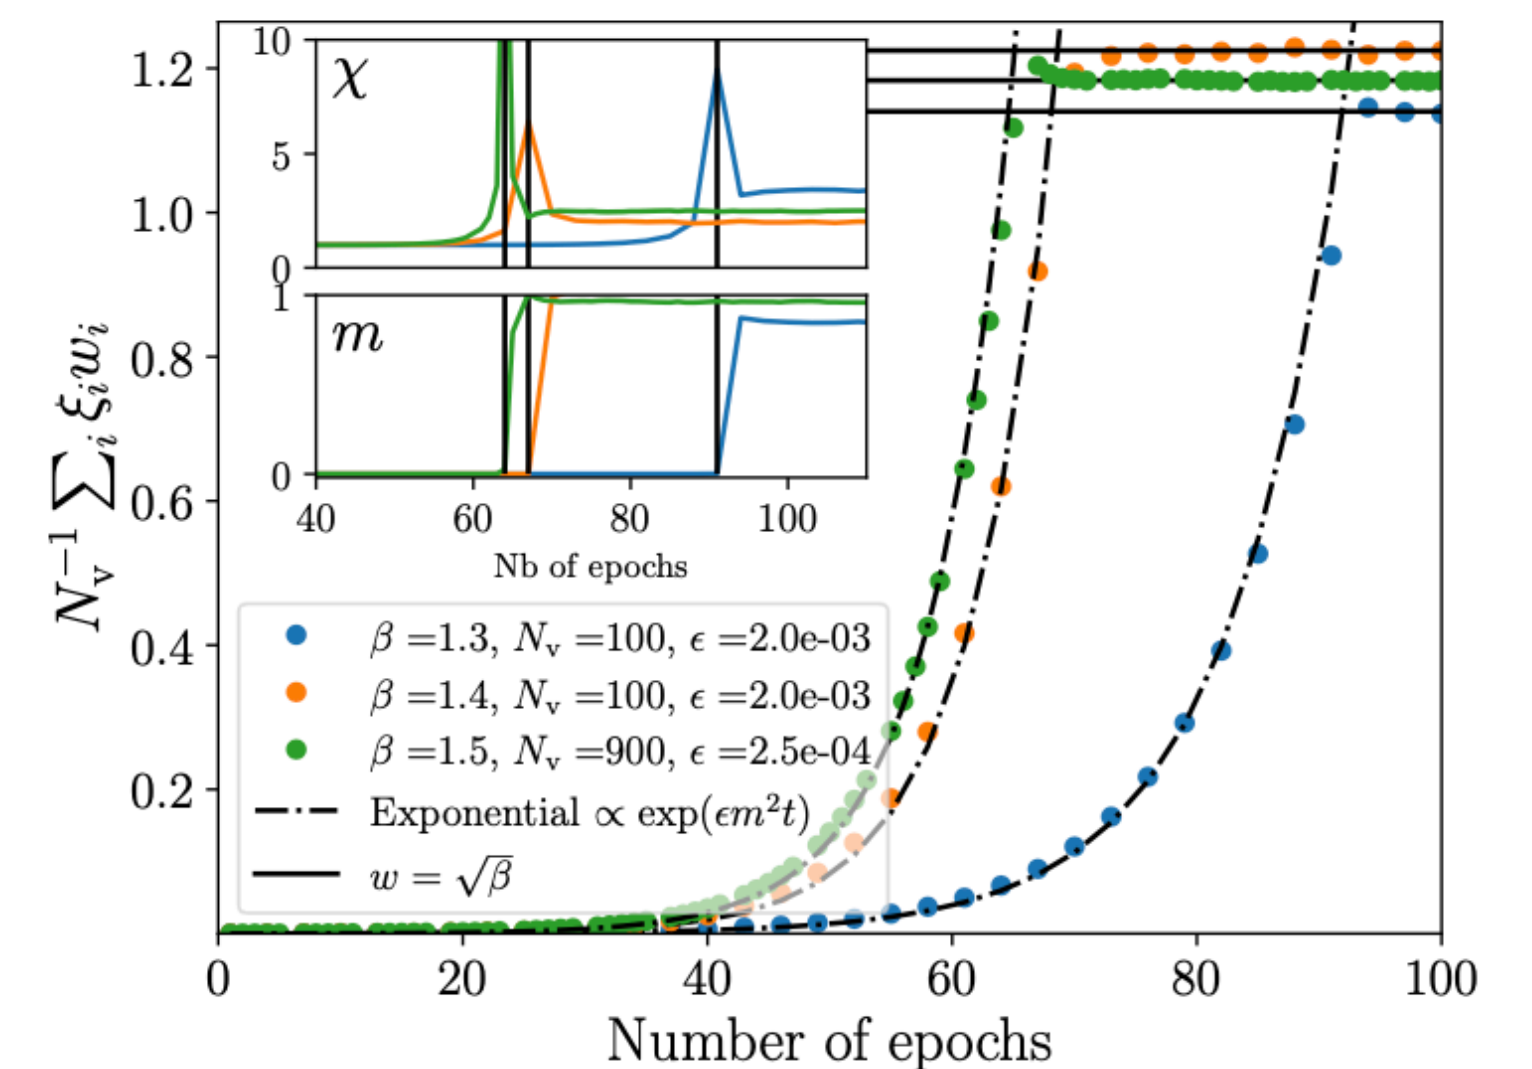 10
χ
5
0
1
m
0
40 60 80 100
Nb of epochs
β =1.3, N_v =100, ϵ =2.0e-03
β =1.4, N_v =100, ϵ =2.0e-03
β =1.5, N_v =900, ϵ =2.5e-04
Exponential ∝ exp(ϵm²t)
w = √β
1.2
1.0
0.8
0.6
0.4
0.2
N_v⁻¹ ∑_i ξ_i w_i
0 20 40 60 80 100
Number of epochs